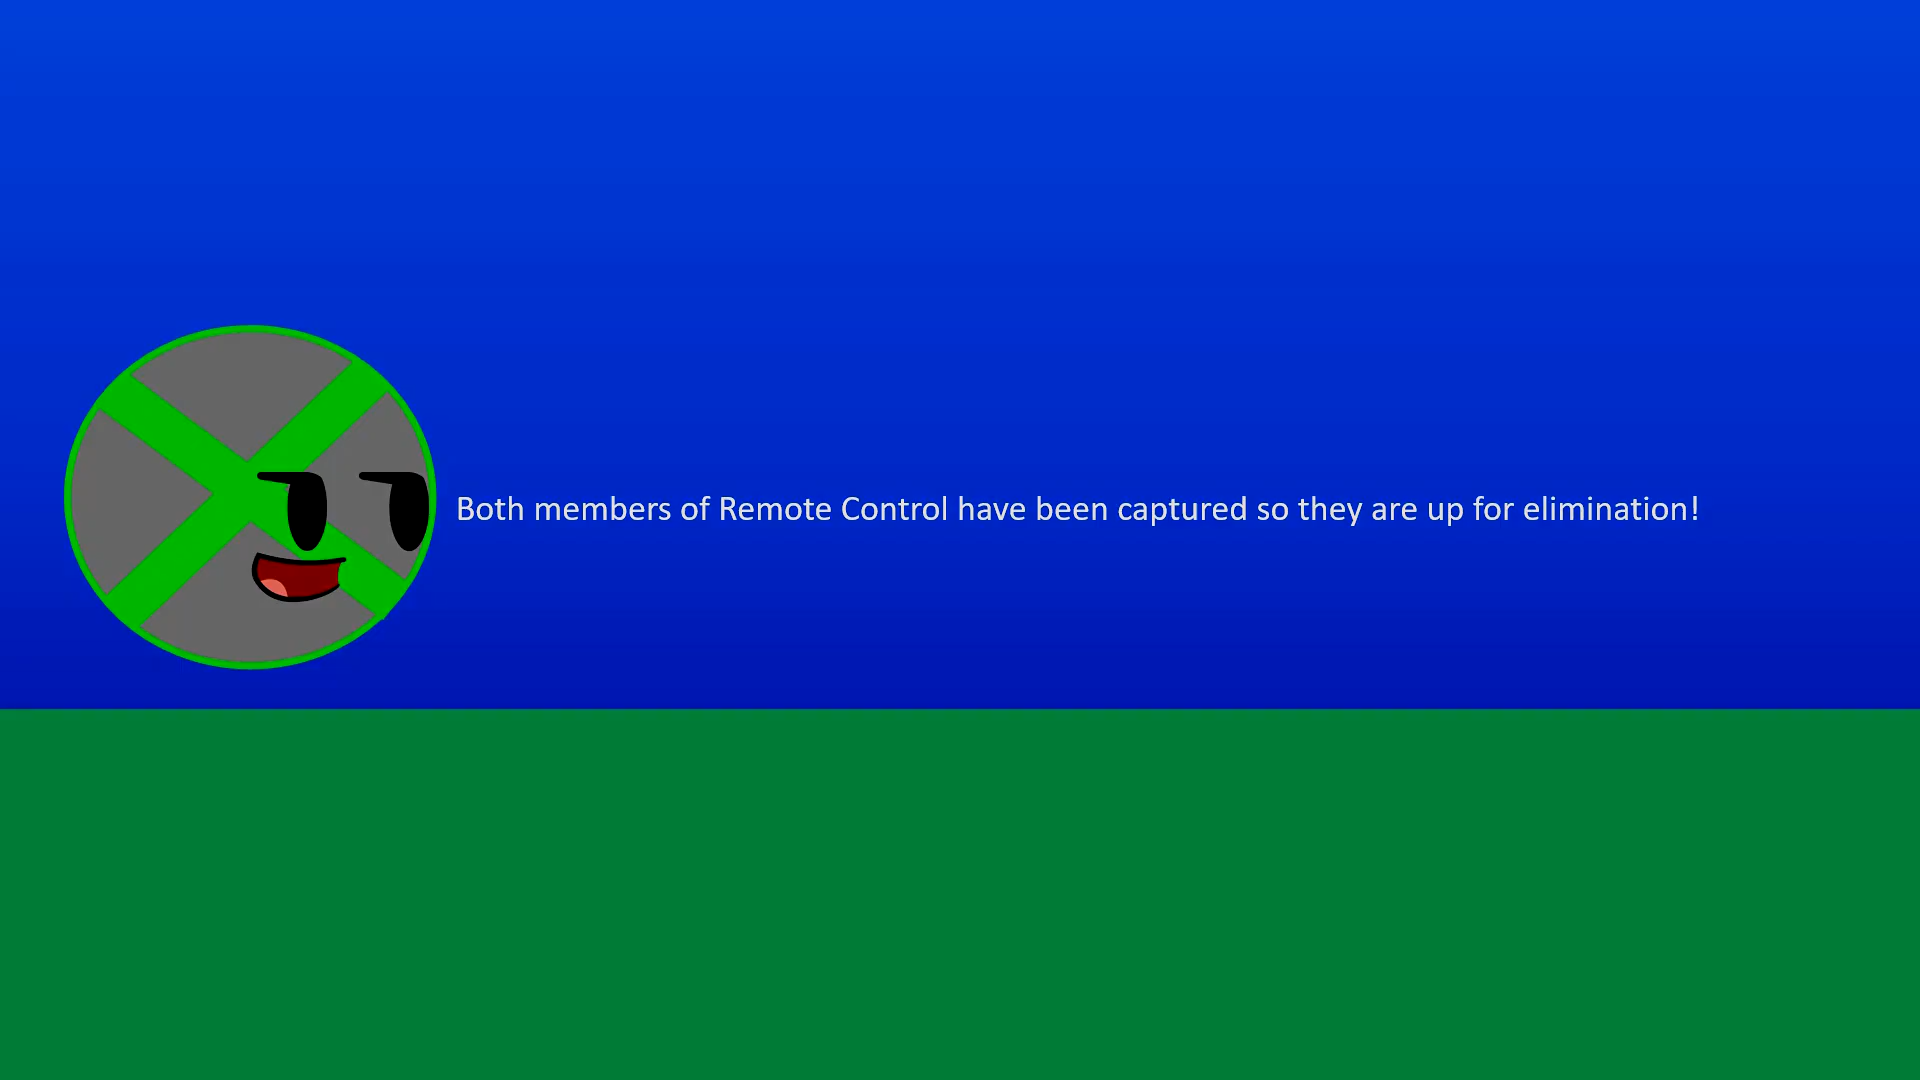 Both members of Remote Control have been captured so they are up for elimination!